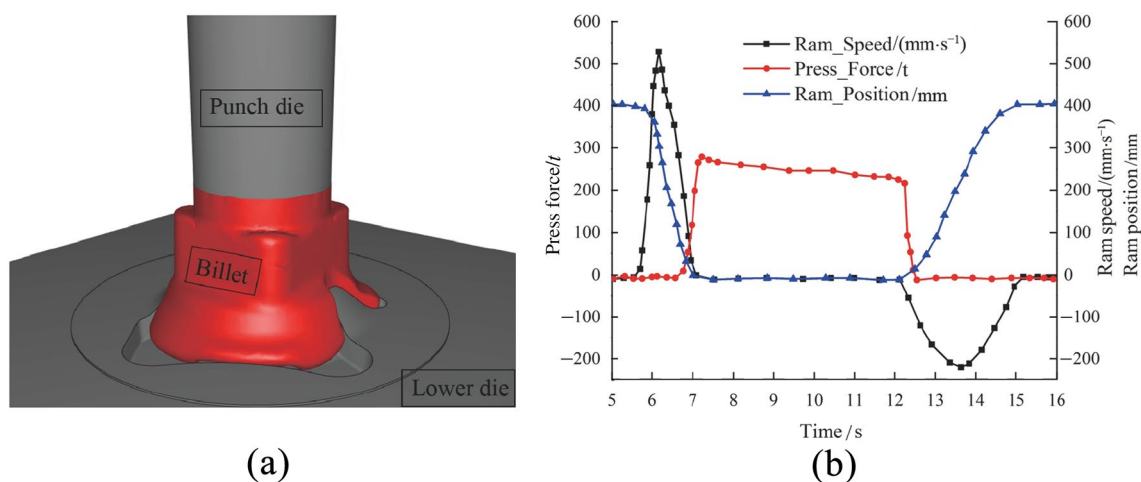 Punch die
Billet
Lower die
(a)
(b)
Ram_Speed/(mm·s⁻¹)
Press_Force/t
Ram_Position/mm
Press force/t
600
500
400
300
200
100
0
−100
−200
600
500
400
300
200
100
0
−100
−200
Ram speed/(mm·s⁻¹)
Ram position/mm
5 6 7 8 9 10 11 12 13 14 15 16
Time/s